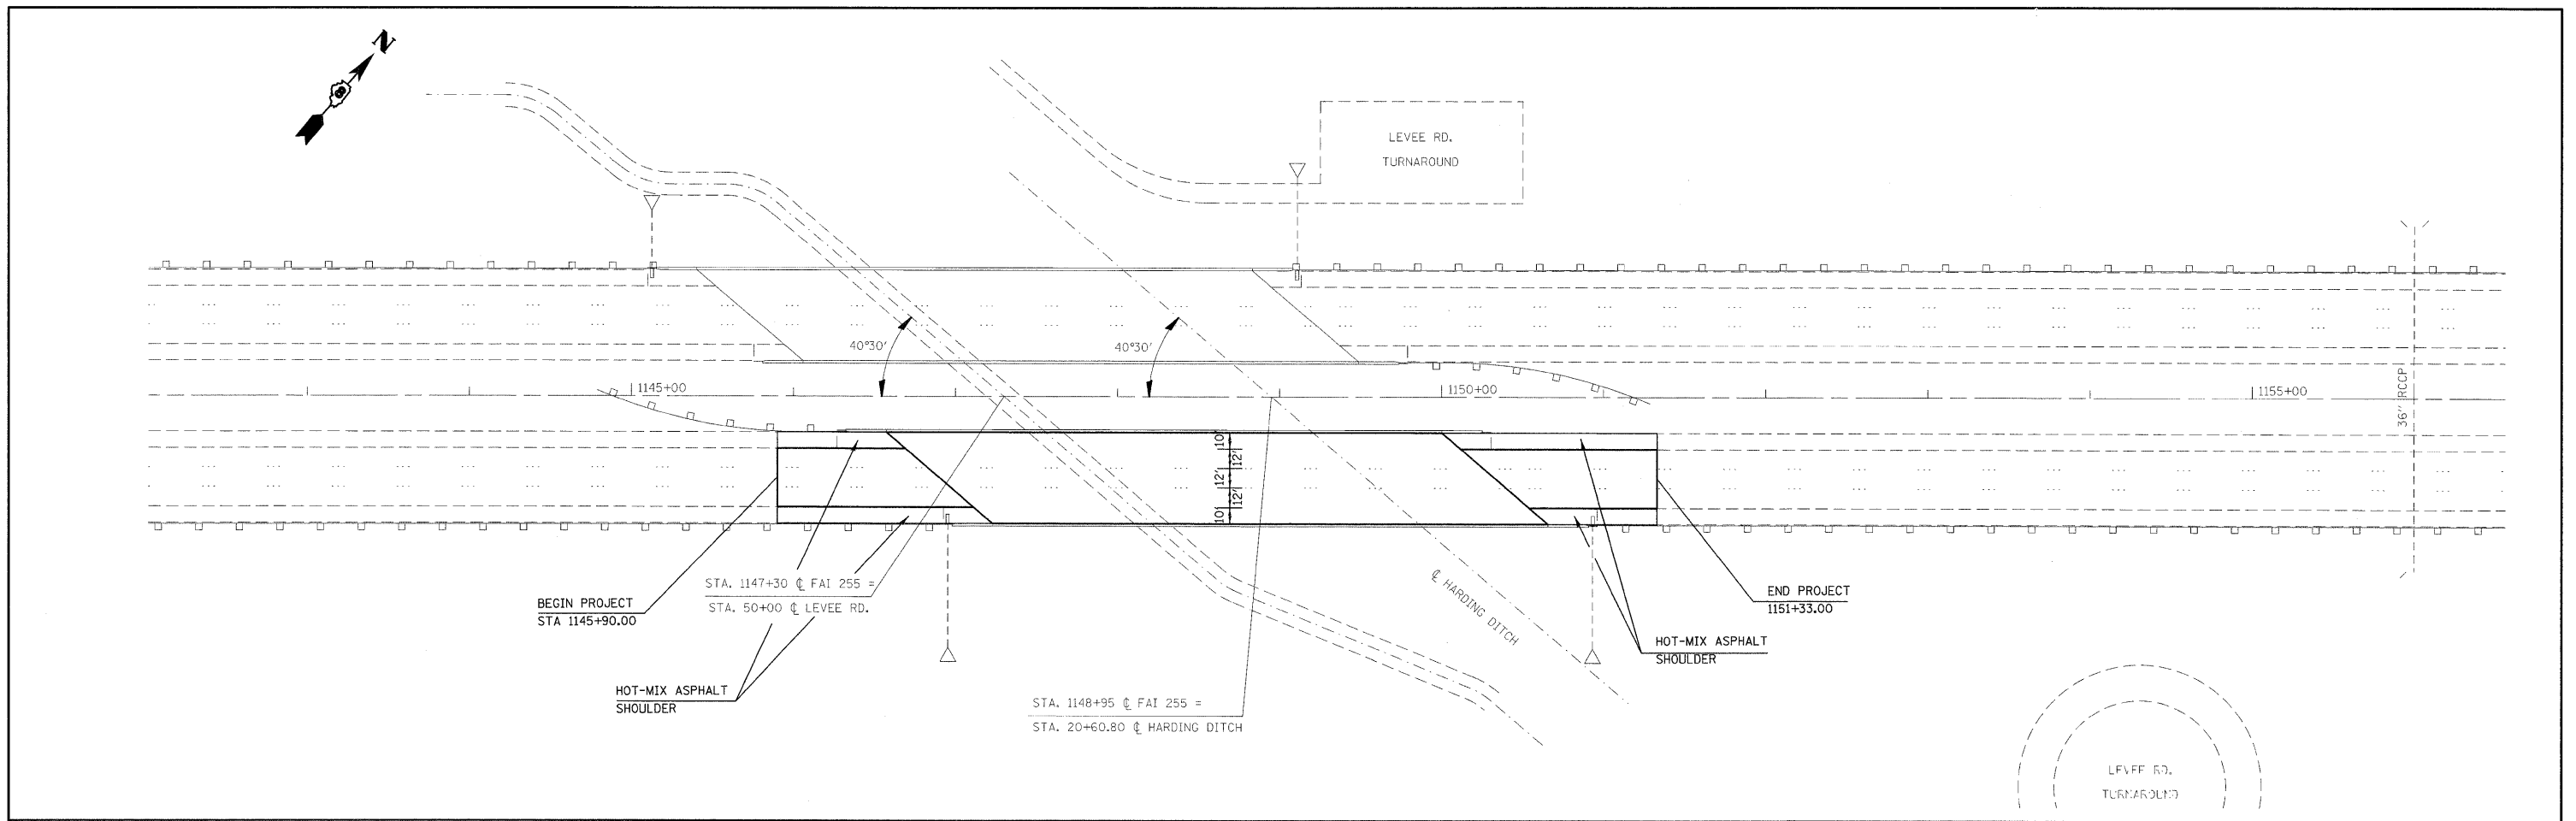 N
LEVEE RD.
TURNAROUND
40°30'
40°30'
1145+00
1150+00
1155+00
36" RCCP
10'
12'
12'
12'
10'
STA. 1147+30 ℄ FAI 255 =
STA. 50+00 ℄ LEVEE RD.
BEGIN PROJECT
STA 1145+90.00
HOT-MIX ASPHALT
SHOULDER
℄ HARDING DITCH
END PROJECT
1151+33.00
HOT-MIX ASPHALT
SHOULDER
STA. 1148+95 ℄ FAI 255 =
STA. 20+60.80 ℄ HARDING DITCH
LEVEE RD.
TURNAROUND